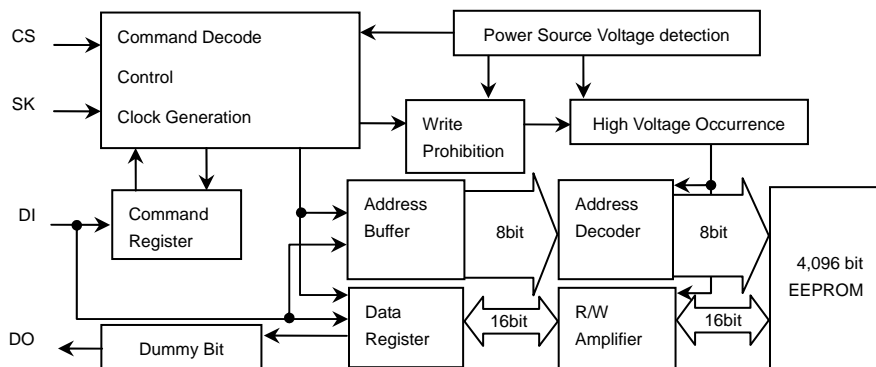 CS
Command Decode
Control
Clock Generation
SK
Power Source Voltage detection
Write
Prohibition
High Voltage Occurrence
DI
Command
Register
Address
Buffer
8bit
Address
Decoder
8bit
4,096 bit
EEPROM
DO
Dummy Bit
Data
Register
16bit
R/W
Amplifier
16bit